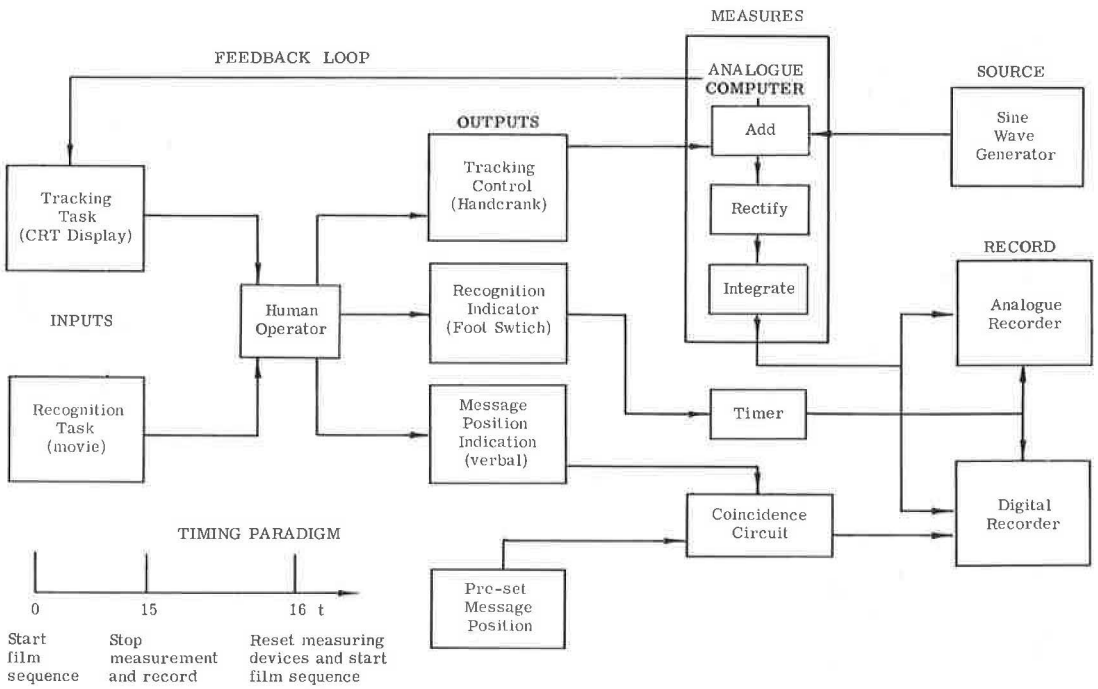 MEASURES
FEEDBACK LOOP
ANALOGUE
COMPUTER
SOURCE
OUTPUTS
Add
Sine
Wave
Generator
Tracking
Task
(CRT Display)
Tracking
Control
(Handcrank)
Rectify
RECORD
Integrate
INPUTS
Human
Operator
Recognition
Indicator
(Foot Swtich)
Analogue
Recorder
Recognition
Task
(movie)
Message
Position
Indication
(verbal)
Timer
Coincidence
Circuit
Digital
Recorder
TIMING PARADIGM
Pre-set
Message
Position
0 15 16 t
Start
film
sequence
Stop
measurement
and record
Reset measuring
devices and start
film sequence